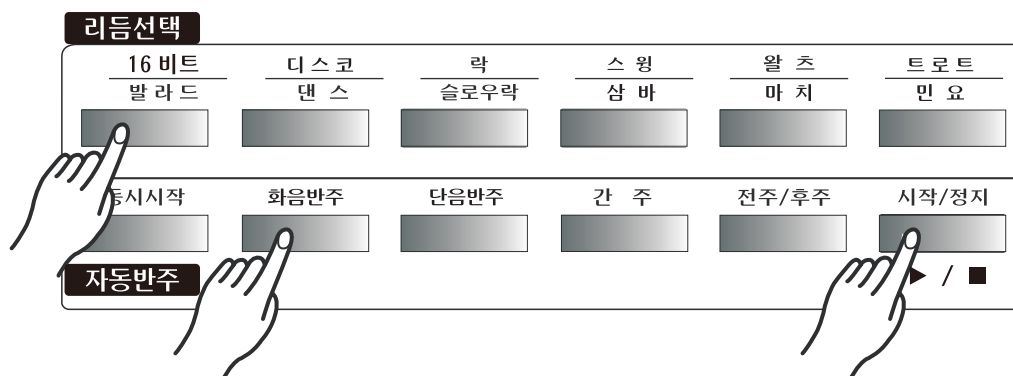 리듬선택
16 비트 디스코 락 스윙 왈츠 트로트
발라드 댄스 슬로우락 삼바 마치 민요
화음반주 단음반주 간주 전주/후주 시작/정지
자동반주
▶ / ■